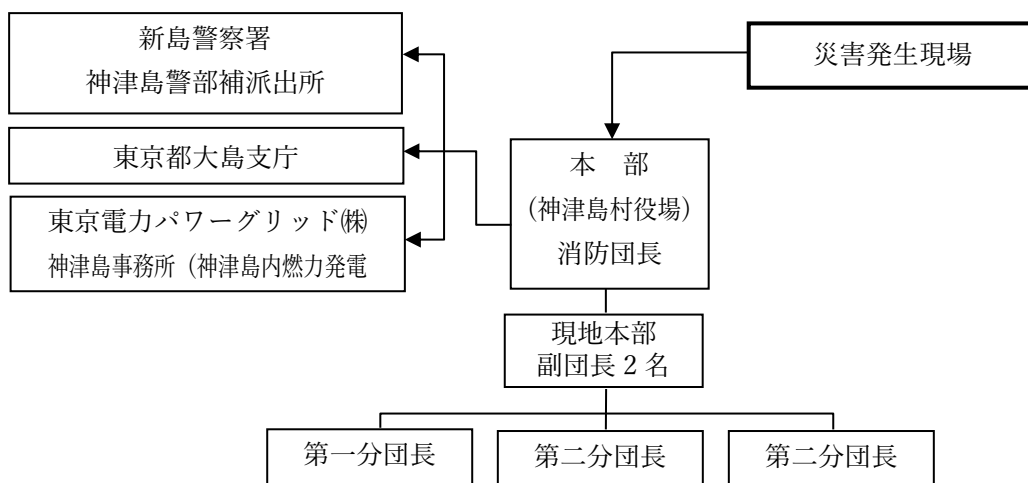 新島警察署
神津島警部補派出所
災害発生現場
東京都大島支庁
本　部
(神津島村役場)
消防団長
東京電力パワーグリッド㈱
神津島事務所（神津島内燃力発電
現地本部
副団長２名
第一分団長
第二分団長
第二分団長